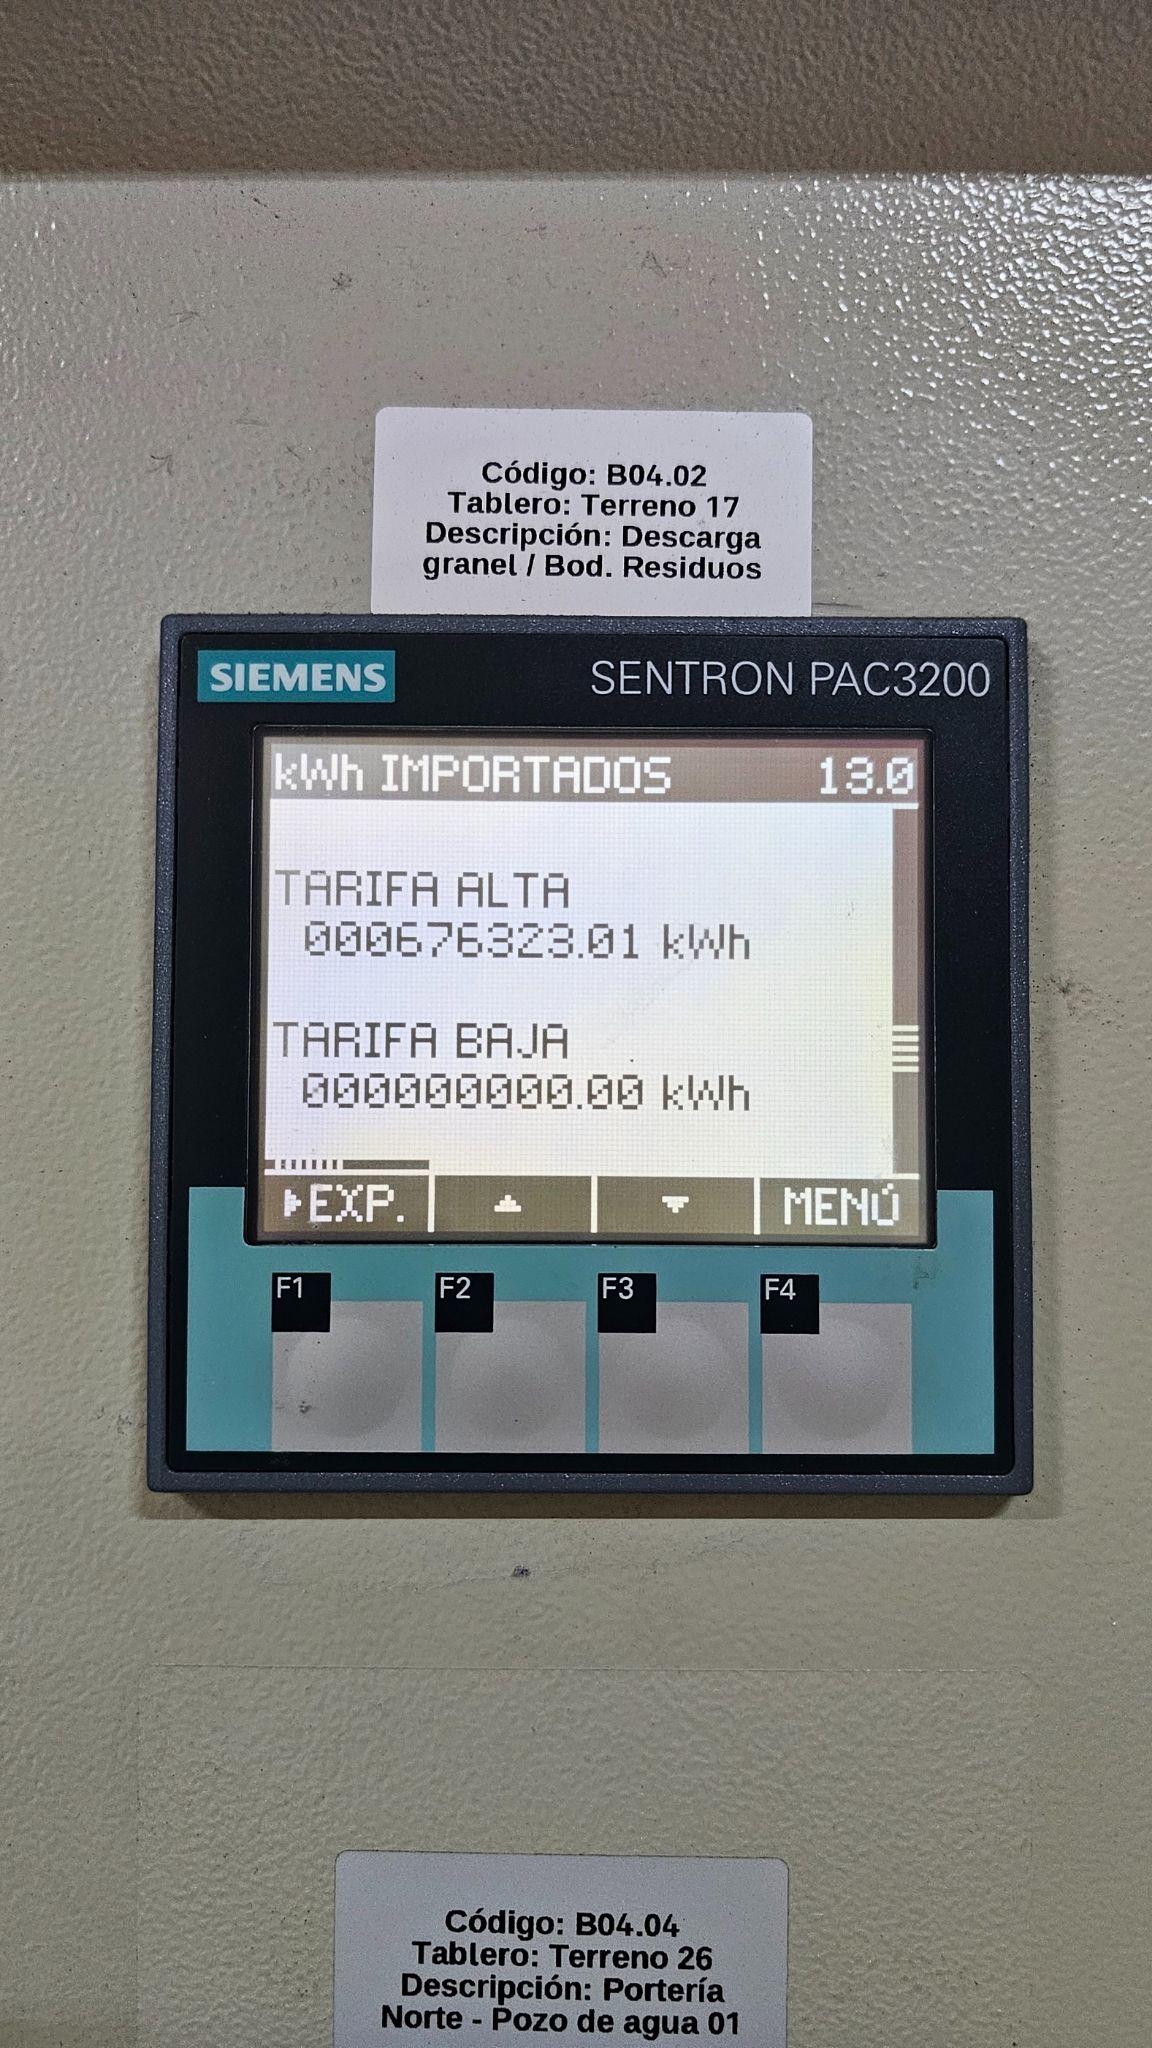 Código: B04.02
Tablero: Terreno 17
Descripción: Descarga
granel / Bod. Residuos
SIEMENS SENTRON PAC3200
kWh IMPORTADOS 13.0
TARIFA ALTA
000676323.01 kWh
TARIFA BAJA
000000000.00 kWh
EXP. MENÚ
F1 F2 F3 F4
Código: B04.04
Tablero: Terreno 26
Descripción: Portería
Norte - Pozo de agua 01